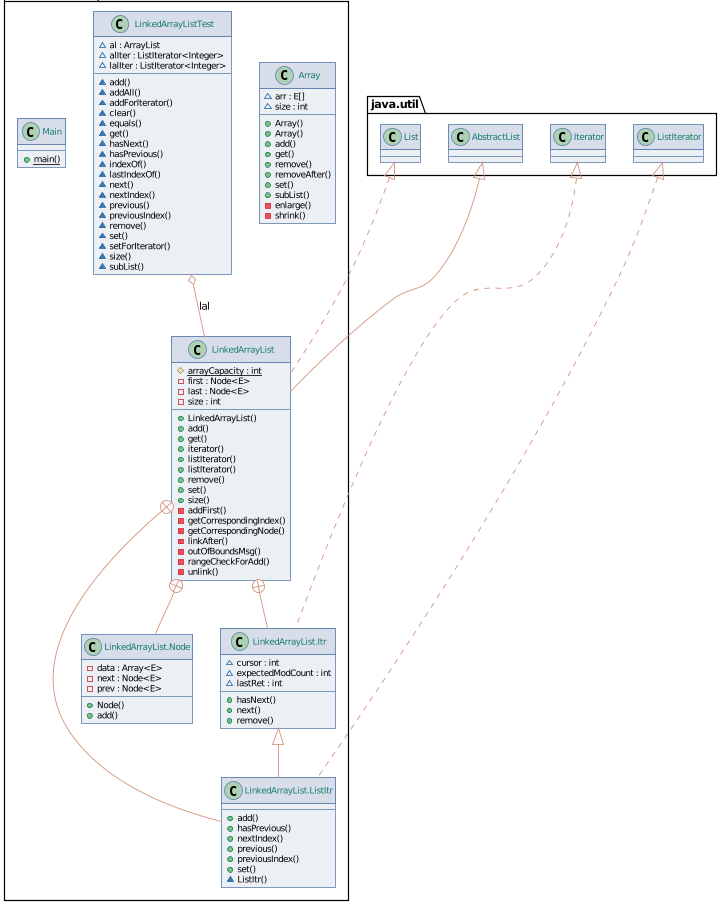 C LinkedArrayListTest
al : ArrayList
alIter : ListIterator<Integer>
lalIter : ListIterator<Integer>
add()
addAll()
addForIterator()
clear()
equals()
get()
hasNext()
hasPrevious()
indexOf()
lastIndexOf()
next()
nextIndex()
previous()
previousIndex()
remove()
set()
setForIterator()
size()
subList()
C Array
arr : E[]
size : int
Array()
Array()
add()
get()
remove()
removeAfter()
set()
subList()
enlarge()
shrink()
C Main
main()
java.util
C List
C AbstractList
C Iterator
C ListIterator
lal
C LinkedArrayList
arrayCapacity : int
first : Node<E>
last : Node<E>
size : int
LinkedArrayList()
add()
get()
iterator()
listIterator()
listIterator()
remove()
set()
size()
addFirst()
getCorrespondingIndex()
getCorrespondingNode()
linkAfter()
outOfBoundsMsg()
rangeCheckForAdd()
unlink()
C LinkedArrayList.Node
data : Array<E>
next : Node<E>
prev : Node<E>
Node()
add()
C LinkedArrayList.Itr
cursor : int
expectedModCount : int
lastRet : int
hasNext()
next()
remove()
C LinkedArrayList.ListItr
add()
hasPrevious()
nextIndex()
previous()
previousIndex()
set()
ListItr()